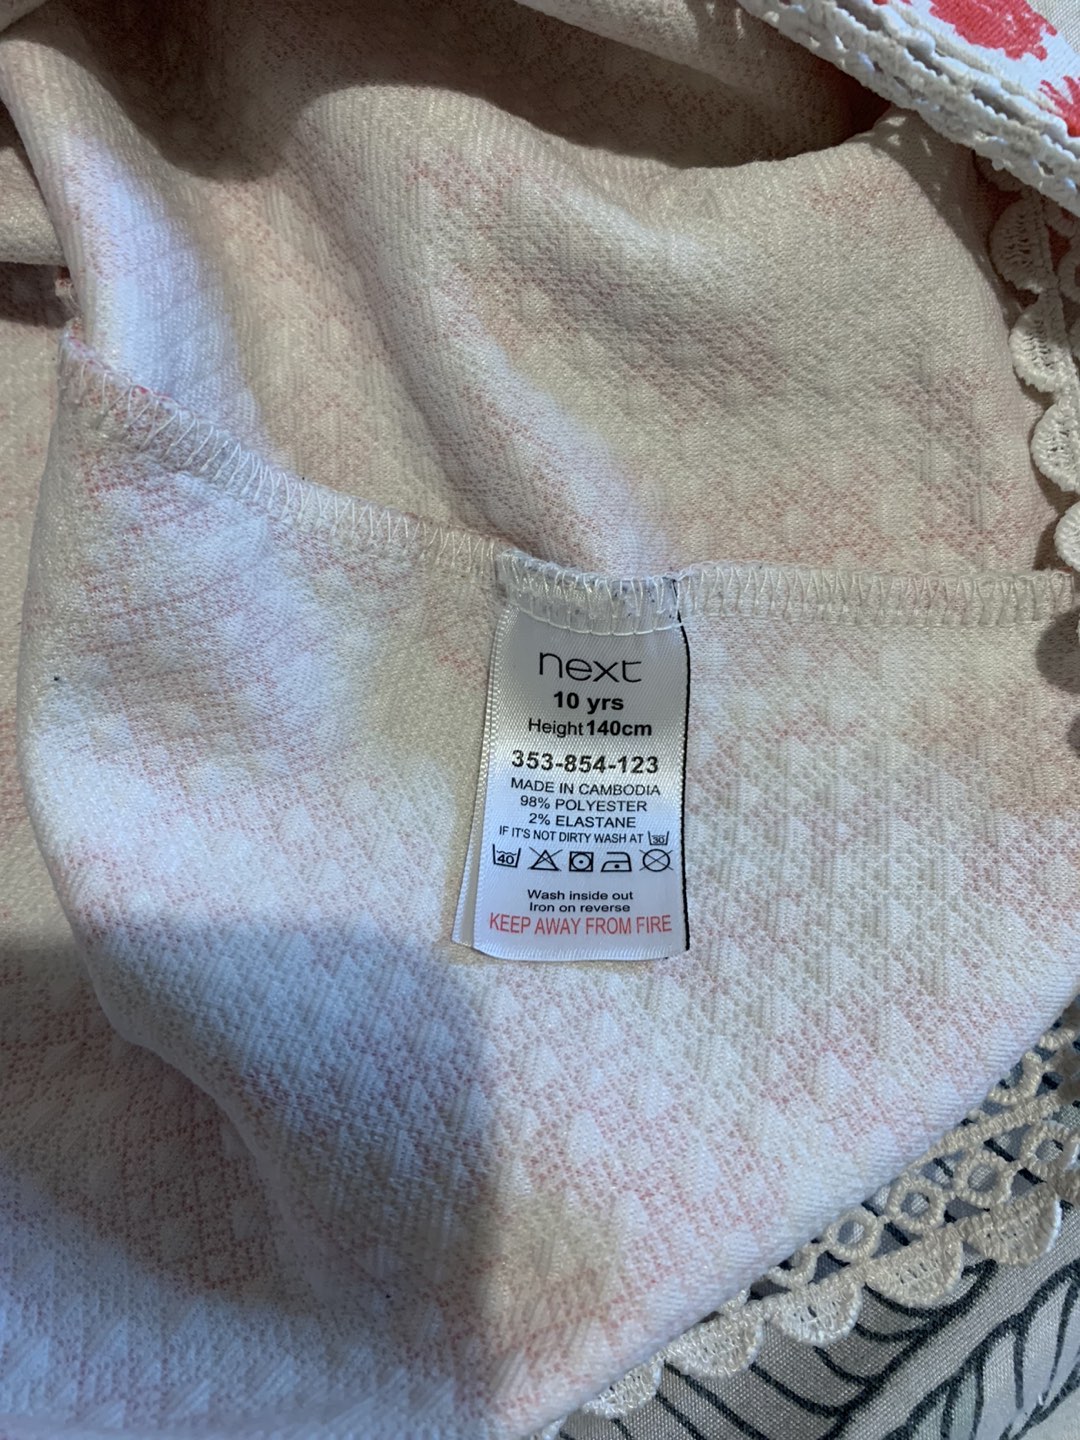 next
10 yrs
Height 140cm
353-854-123
MADE IN CAMBODIA
98% POLYESTER
2% ELASTANE
IF IT'S NOT DIRTY WASH AT 30
40
Wash inside out
Iron on reverse
KEEP AWAY FROM FIRE